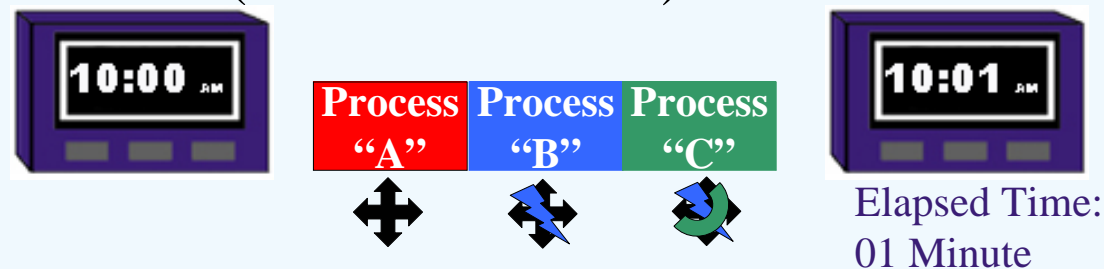 10:00 AM
Process Process Process
“A” “B” “C”
10:01 AM
Elapsed Time:
01 Minute